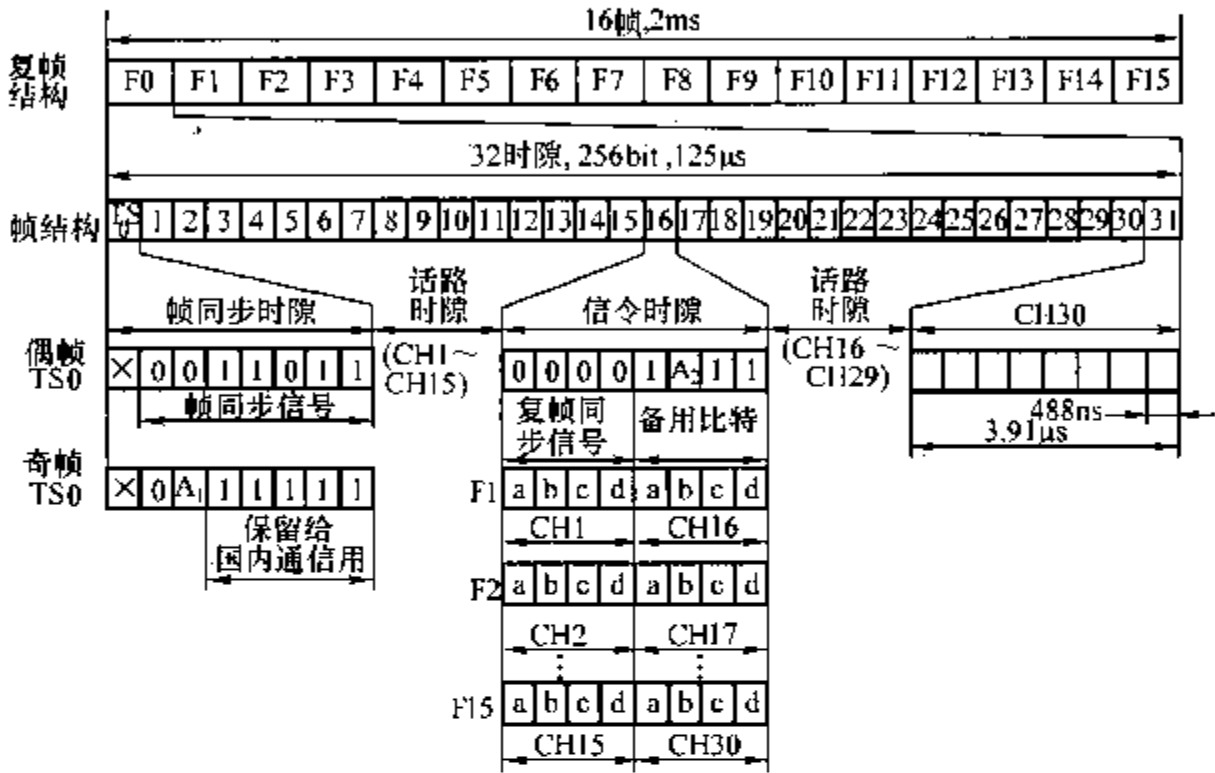 16帧,2ms
复帧
结构
F0 F1 F2 F3 F4 F5 F6 F7 F8 F9 F10 F11 F12 F13 F14 F15
32时隙, 256bit ,125μs
帧结构
TS0 1 2 3 4 5 6 7 8 9 10 11 12 13 14 15 16 17 18 19 20 21 22 23 24 25 26 27 28 29 30 31
帧同步时隙
话路
时隙
(CH1～
CH15)
信令时隙
话路
时隙
(CH16～
CH29)
CH30
偶帧
TS0
× 0 0 1 1 0 1 1
0 0 0 0 1 A₂ 1 1
帧同步信号
复帧同
步信号
备用比特
488ns
3.91μs
奇帧
TS0
× 0 A₁ 1 1 1 1 1
保留给
国内通信用
F1 a b c d a b c d
CH1 CH16
F2 a b c d a b c d
CH2 CH17
F15 a b c d a b c d
CH15 CH30